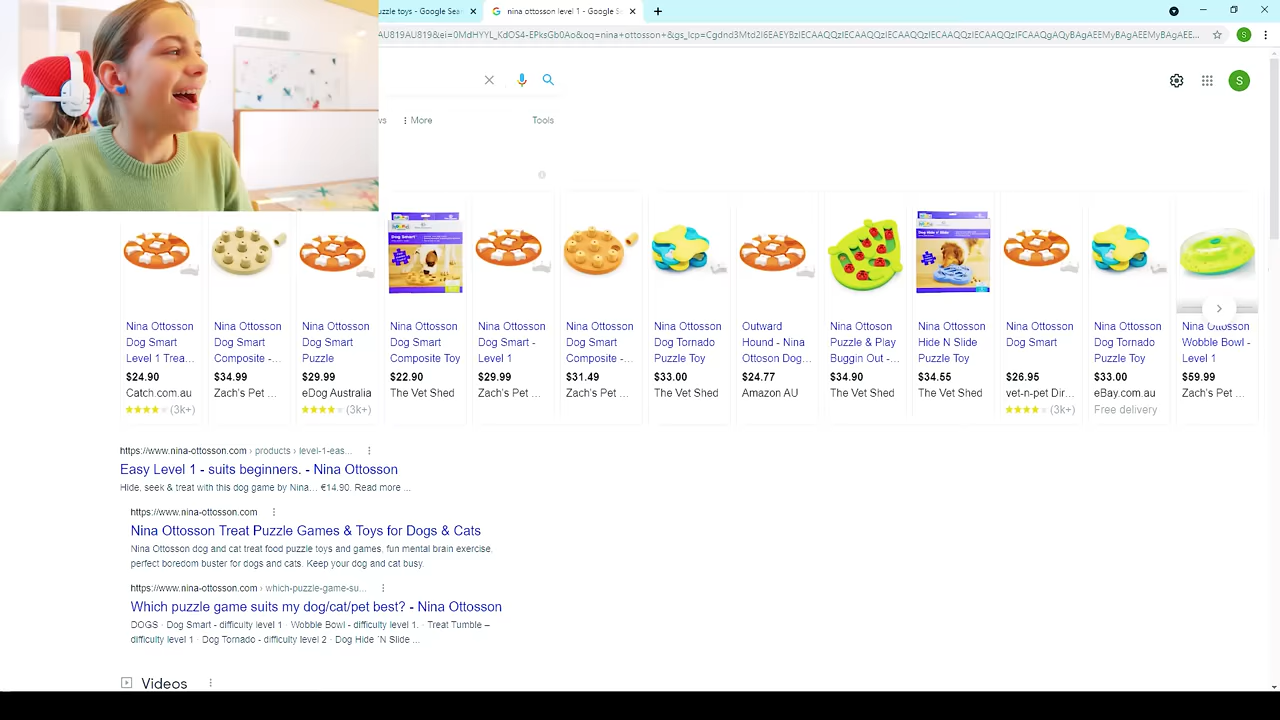 uzzle toys - Google Sea
nina ottosson level 1 - Google S
AU819AU819&ei=0MdHYYL_KdOS4-EPksGb0Ao&oq=nina+ottosson+&gs_lcp=Cgdnd3Mtd2l6EAEYBzIECAAQQzIECAAQQzIECAAQQzIECAAQQzIFCAAQgAQyBAgAEEMyBAgAEEMyBAgAEEMyBAgAE...
S
S
ws
More
Tools
Nina Ottosson
Dog Smart
Level 1 Trea...
$24.90
Catch.com.au
(3k+)
Nina Ottosson
Dog Smart
Composite -...
$34.99
Zach's Pet ...
Nina Ottosson
Dog Smart
Puzzle
$29.99
eDog Australia
(3k+)
Dog Smart
Nina Ottosson
Dog Smart
Composite Toy
$22.90
The Vet Shed
Nina Ottosson
Dog Smart -
Level 1
$29.99
Zach's Pet ...
Nina Ottosson
Dog Smart
Composite -...
$31.49
Zach's Pet ...
Nina Ottosson
Dog Tornado
Puzzle Toy
$33.00
The Vet Shed
Outward
Hound - Nina
Ottoson Dog...
$24.77
Amazon AU
Nina Ottoson
Puzzle & Play
Buggin Out -...
$34.90
The Vet Shed
Dog Hide n' Slide
Nina Ottosson
Hide N Slide
Puzzle Toy
$34.55
The Vet Shed
Nina Ottosson
Dog Smart
$26.95
vet-n-pet Dir...
(3k+)
Nina Ottosson
Dog Tornado
Puzzle Toy
$33.00
eBay.com.au
Free delivery
Nina Ottosson
Wobble Bowl -
Level 1
$59.99
Zach's Pet ...
https://www.nina-ottosson.com › products › level-1-eas...
Easy Level 1 - suits beginners. - Nina Ottosson
Hide, seek & treat with this dog game by Nina... €14.90. Read more ...
https://www.nina-ottosson.com
Nina Ottosson Treat Puzzle Games & Toys for Dogs & Cats
Nina Ottosson dog and cat treat food puzzle toys and games, fun mental brain exercise,
perfect boredom buster for dogs and cats. Keep your dog and cat busy.
https://www.nina-ottosson.com › which-puzzle-game-su...
Which puzzle game suits my dog/cat/pet best? - Nina Ottosson
DOGS · Dog Smart - difficulty level 1 · Wobble Bowl - difficulty level 1. · Treat Tumble –
difficulty level 1 · Dog Tornado - difficulty level 2 · Dog Hide ´N Slide ...
Videos